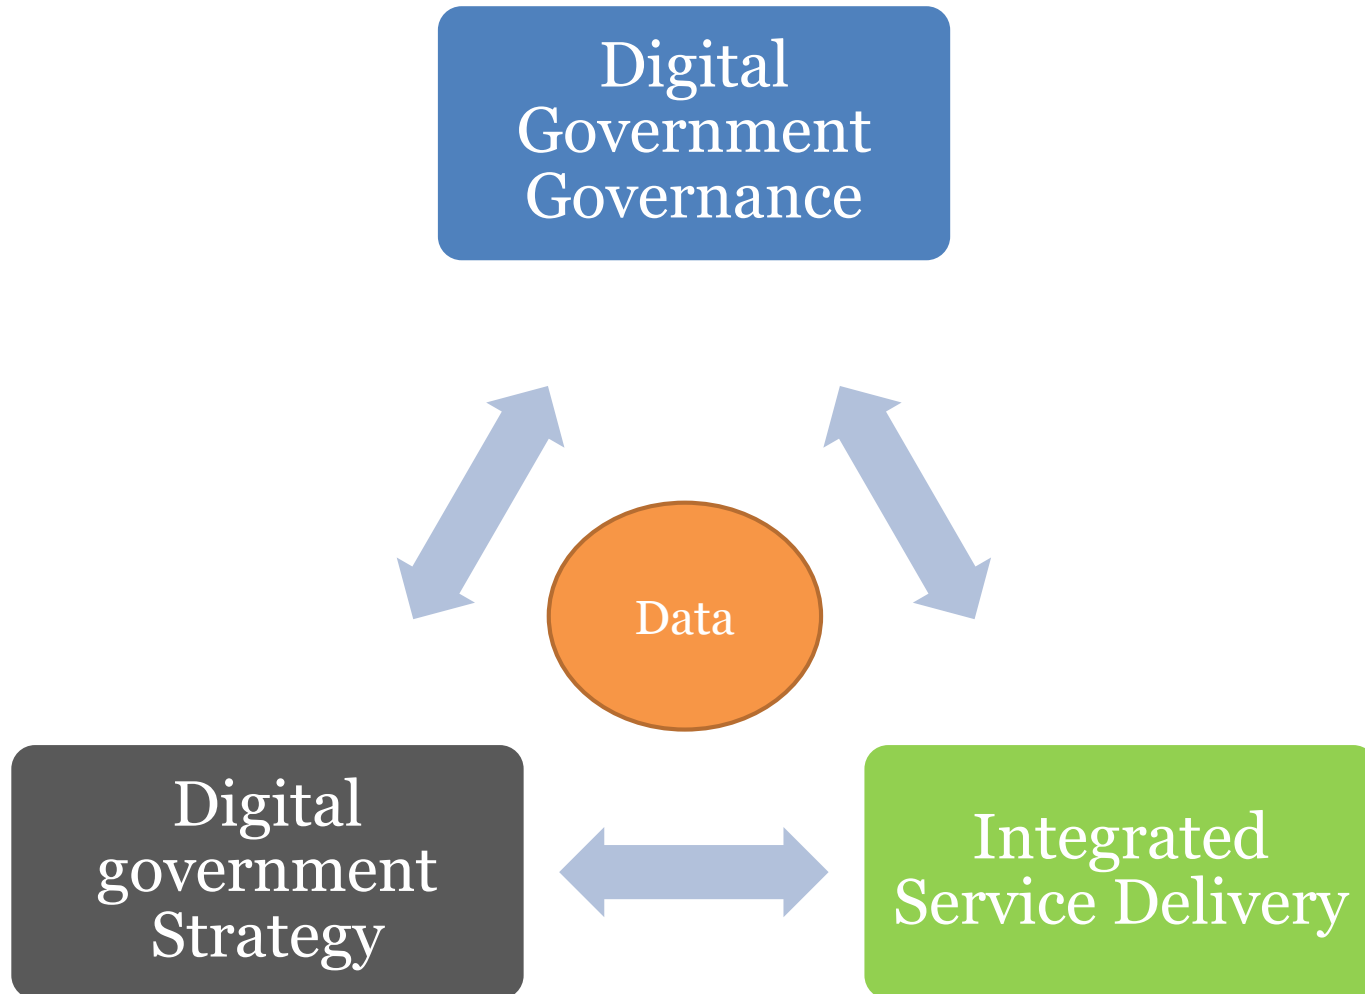 Digital
Government
Governance
Data
Digital
government
Strategy
Integrated
Service Delivery